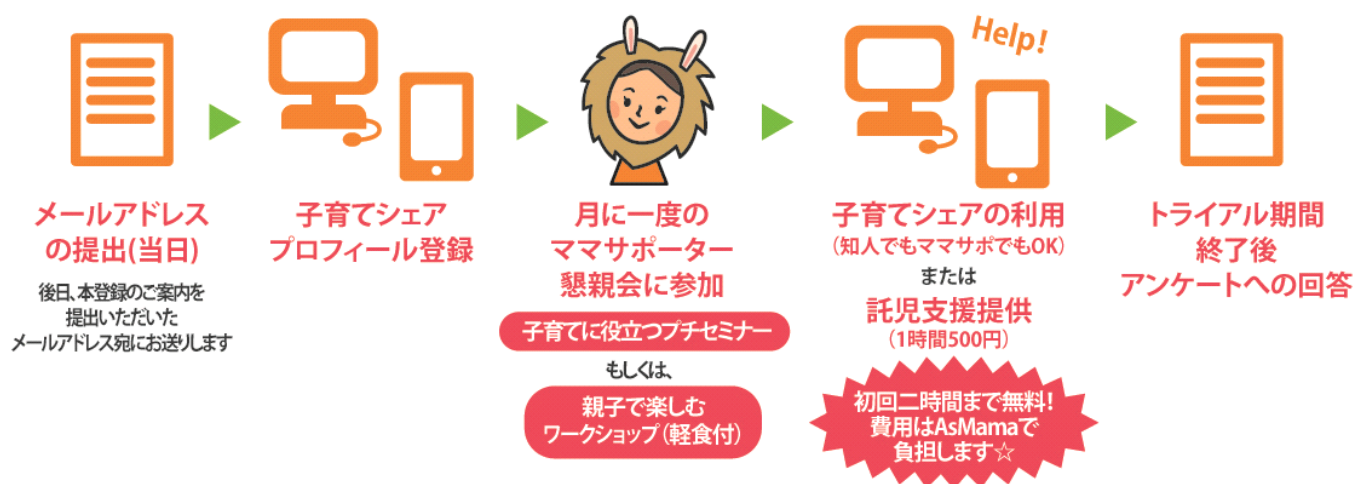 メールアドレス
の提出(当日)
後日、本登録のご案内を
提出いただいた
メールアドレス宛にお送りします
子育てシェア
プロフィール登録
月に一度の
ママサポーター
懇親会に参加
子育てに役立つプチセミナー
もしくは、
親子で楽しむ
ワークショップ(軽食付)
Help!
子育てシェアの利用
(知人でもママサポでもOK)
または
託児支援提供
(1時間500円)
初回二時間まで無料!
費用はAsMamaで
負担します☆
トライアル期間
終了後
アンケートへの回答